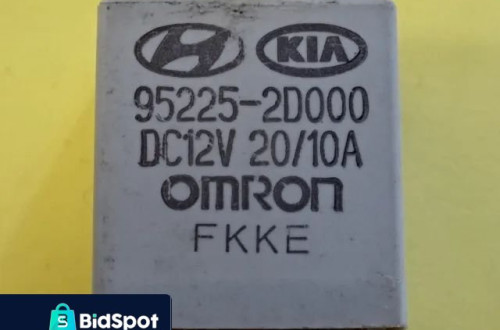 KIA
95225-2D000
DC12V 20/10A
OMRON
FKKE
S BidSpot